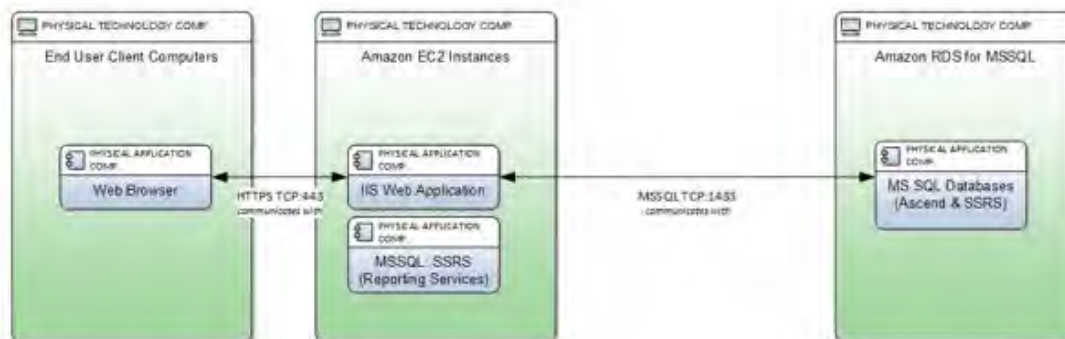 PHYSICAL TECHNOLOGY COMP
End User Client Computers
PHYSICAL APPLICATION
COMP
Web Browser
HTTPS TCP:443
communicates with
PHYSICAL TECHNOLOGY COMP
Amazon EC2 Instances
PHYSICAL APPLICATION
COMP
IIS Web Application
PHYSICAL APPLICATION
COMP
MSSQL SSRS
(Reporting Services)
MSSQL TCP:1433
communicates with
PHYSICAL TECHNOLOGY COMP
Amazon RDS for MSSQL
PHYSICAL APPLICATION
COMP
MS SQL Databases
(Ascend & SSRS)